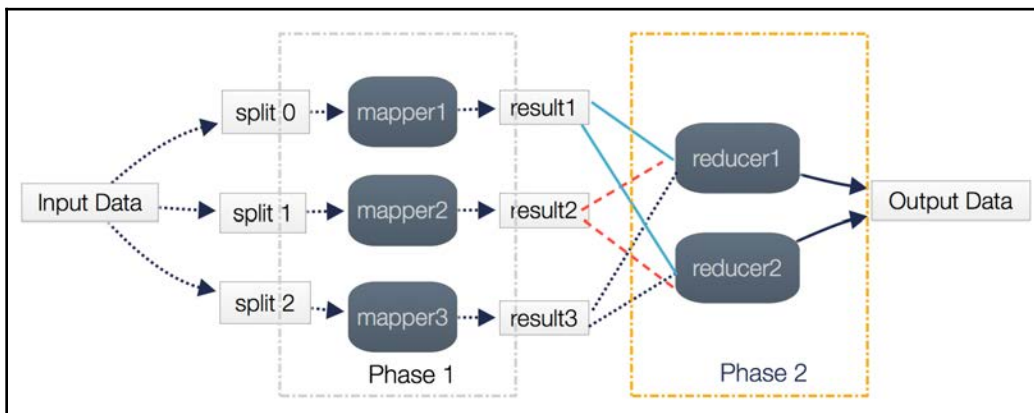 split 0
mapper1
result1
reducer1
Input Data
split 1
mapper2
result2
Output Data
reducer2
split 2
mapper3
result3
Phase 1
Phase 2